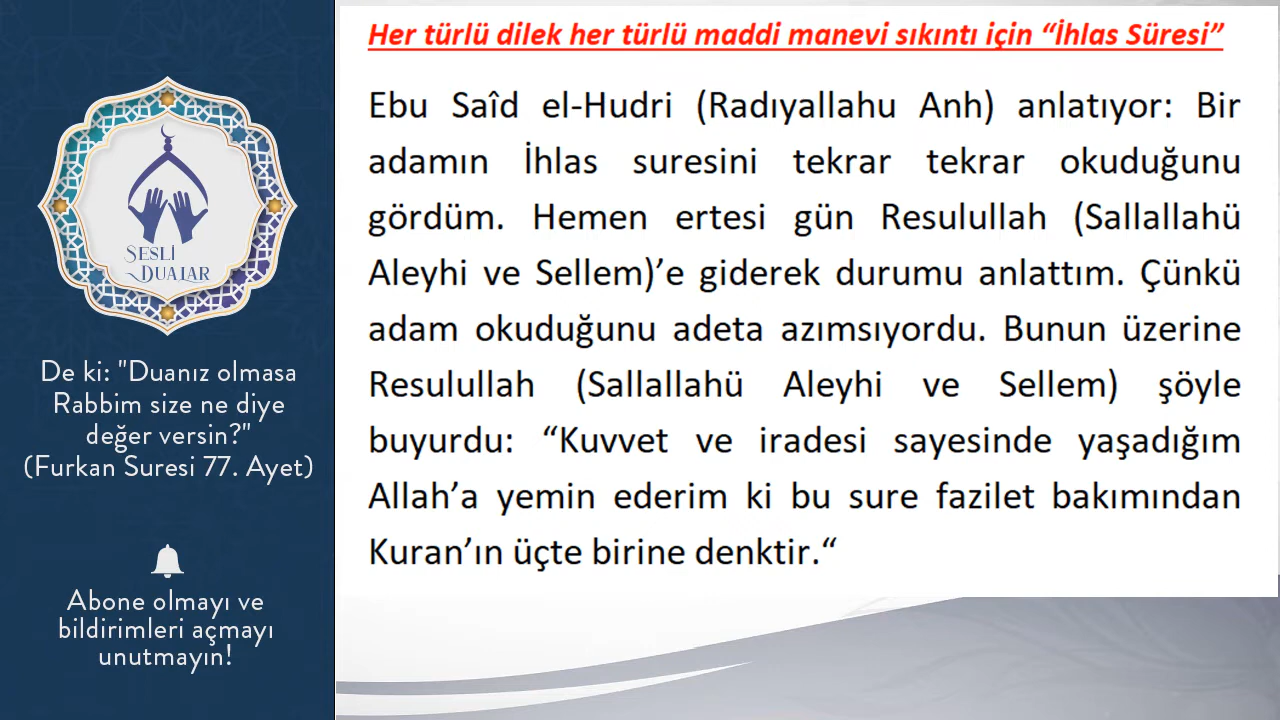 SESLİ
DUALAR
De ki: "Duanız olmasa
Rabbim size ne diye
değer versin?"
(Furkan Suresi 77. Ayet)
Abone olmayı ve
bildirimleri açmayı
unutmayın!
Her türlü dilek her türlü maddi manevi sıkıntı için “İhlas Süresi”
Ebu Saîd el-Hudri (Radıyallahu Anh) anlatıyor: Bir
adamın İhlas suresini tekrar tekrar okuduğunu
gördüm. Hemen ertesi gün Resulullah (Sallallahü
Aleyhi ve Sellem)’e giderek durumu anlattım. Çünkü
adam okuduğunu adeta azımsıyordu. Bunun üzerine
Resulullah (Sallallahü Aleyhi ve Sellem) şöyle
buyurdu: “Kuvvet ve iradesi sayesinde yaşadığım
Allah’a yemin ederim ki bu sure fazilet bakımından
Kuran’ın üçte birine denktir.“